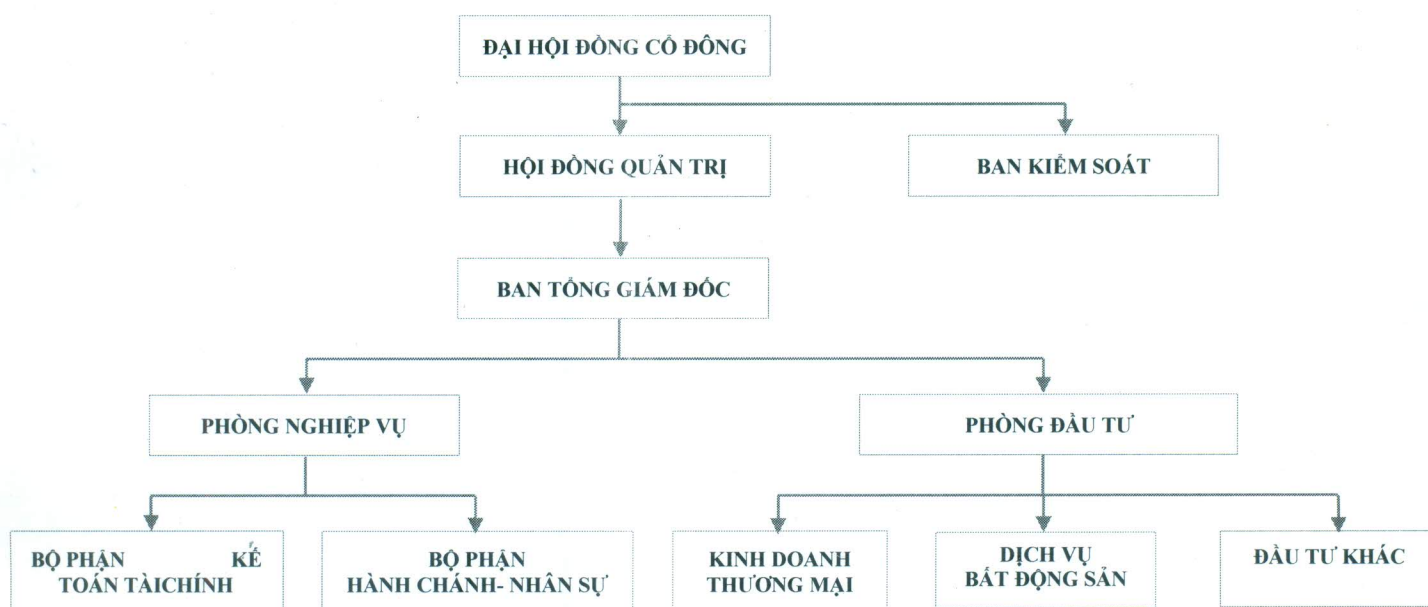 ĐẠI HỘI ĐỒNG CỔ ĐÔNG
HỘI ĐỒNG QUẢN TRỊ
BAN KIỂM SOÁT
BAN TỔNG GIÁM ĐỐC
PHÒNG NGHIỆP VỤ
PHÒNG ĐẦU TƯ
BỘ PHẬN KẾ
TOÁN TÀICHÍNH
BỘ PHẬN
HÀNH CHÁNH- NHÂN SỰ
KINH DOANH
THƯƠNG MẠI
DỊCH VỤ
BẤT ĐỘNG SẢN
ĐẦU TƯ KHÁC